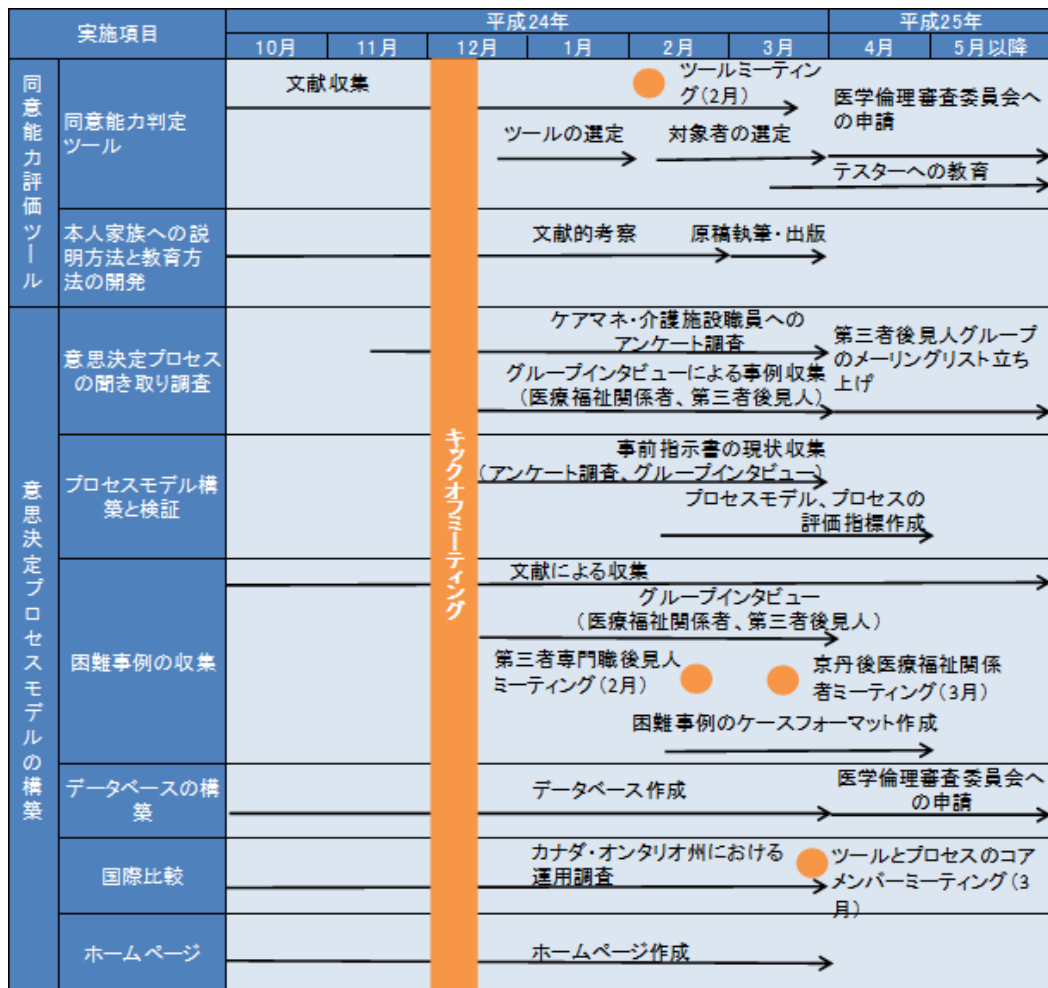 実施項目
平成24年
平成25年
10月
11月
12月
1月
2月
3月
4月
5月以降
同意能力評価ツール
同意能力判定
ツール
文献収集
ツールミーティン
グ(2月)
医学倫理審査委員会へ
の申請
ツールの選定
対象者の選定
テスターへの教育
本人家族への説
明方法と教育方
法の開発
文献的考察
原稿執筆・出版
キックオフミーティング
意思決定プロセスモデルの構築
意思決定プロセス
の聞き取り調査
ケアマネ・介護施設職員への
アンケート調査
第三者後見人グループ
のメーリングリスト立ち
上げ
グループインタビューによる事例収集
(医療福祉関係者、第三者後見人)
プロセスモデル構
築と検証
事前指示書の現状収集
(アンケート調査、グループインタビュー)
プロセスモデル、プロセスの
評価指標作成
困難事例の収集
文献による収集
グループインタビュー
(医療福祉関係者、第三者後見人)
第三者専門職後見人
ミーティング(2月)
京丹後医療福祉関係
者ミーティング(3月)
困難事例のケースフォーマット作成
データベースの構
築
データベース作成
医学倫理審査委員会へ
の申請
国際比較
カナダ・オンタリオ州における
運用調査
ツールとプロセスのコア
メンバーミーティング(3
月)
ホームページ
ホームページ作成